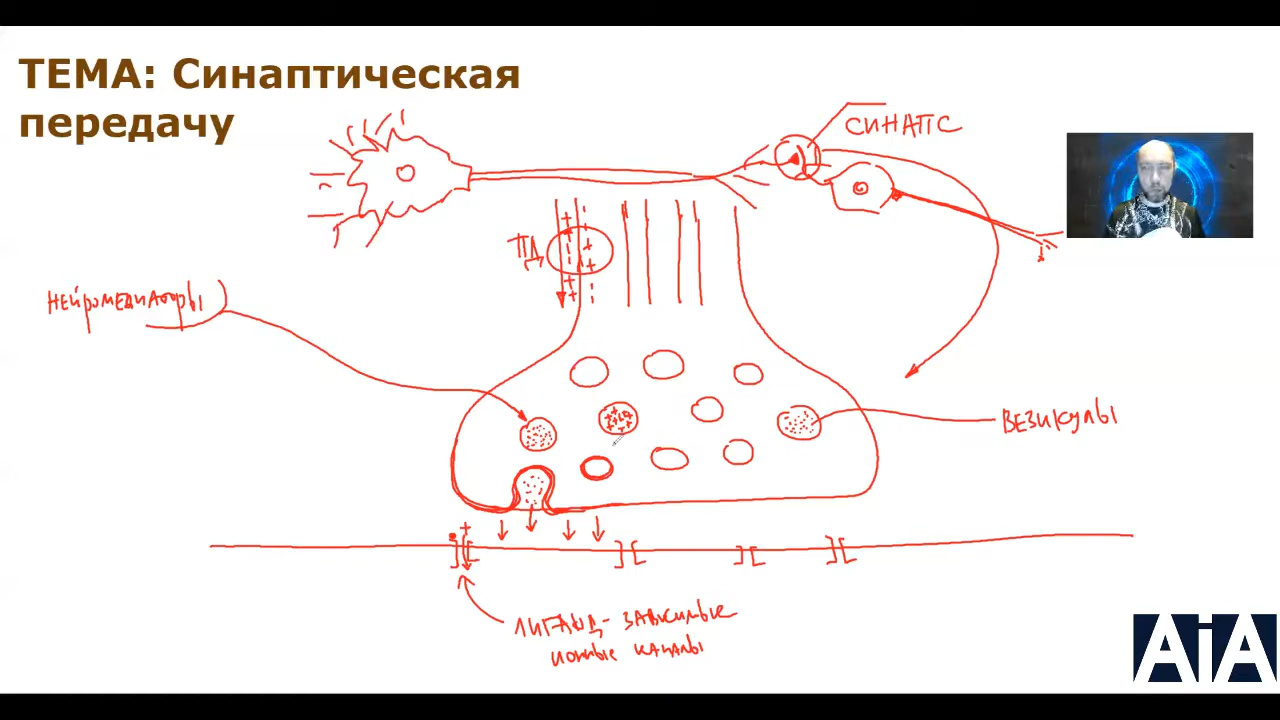 ТЕМА: Синаптическая
передачу
СИНАПС
ПД
НЕЙРОМЕДИАТОРЫ
ВЕЗИКУЛЫ
ЛИГАНД-ЗАВИСИМЫЕ
ИОННЫЕ КАНАЛЫ
AiA